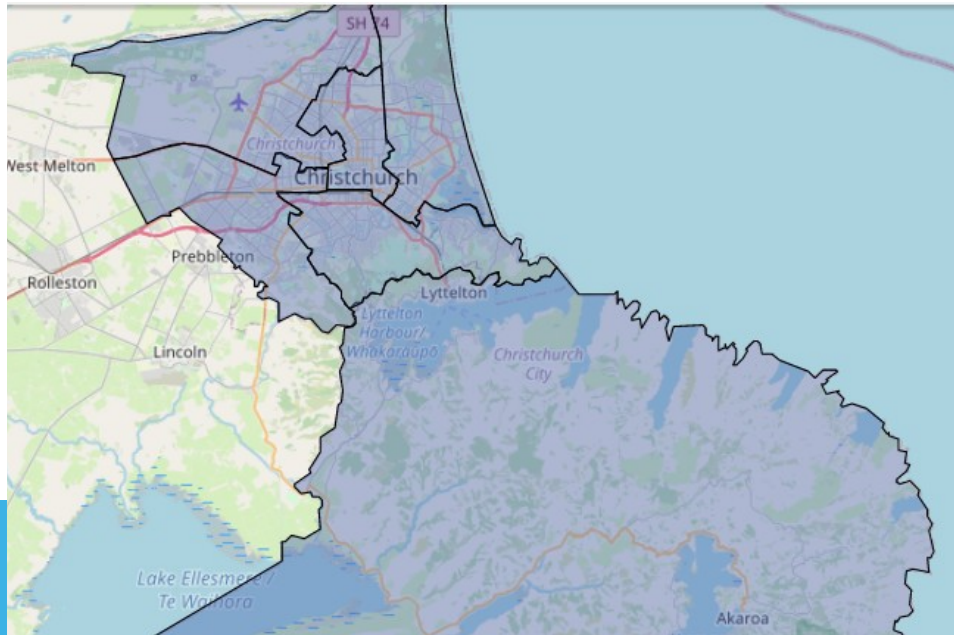 SH 74
Christchurch
West Melton
Christchurch
Prebbleton
Rolleston
Lyttelton
Lyttelton
Harbour/
Whakaraupō
Christchurch
City
Lincoln
Lake Ellesmere /
Te Waihora
Akaroa